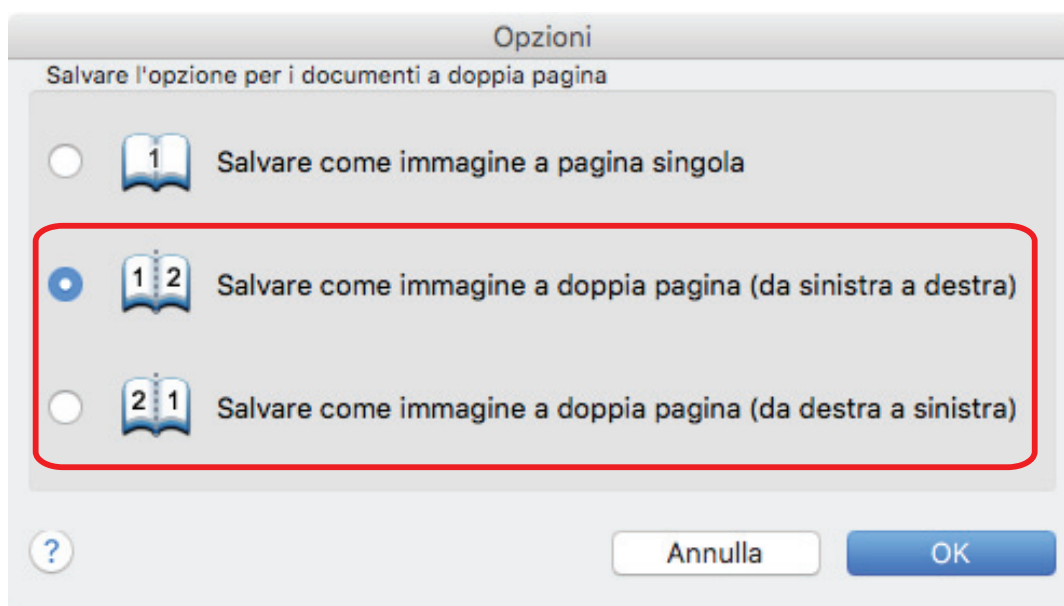 Opzioni
Salvare l'opzione per i documenti a doppia pagina
1 Salvare come immagine a pagina singola
1 2 Salvare come immagine a doppia pagina (da sinistra a destra)
2 1 Salvare come immagine a doppia pagina (da destra a sinistra)
? Annulla OK